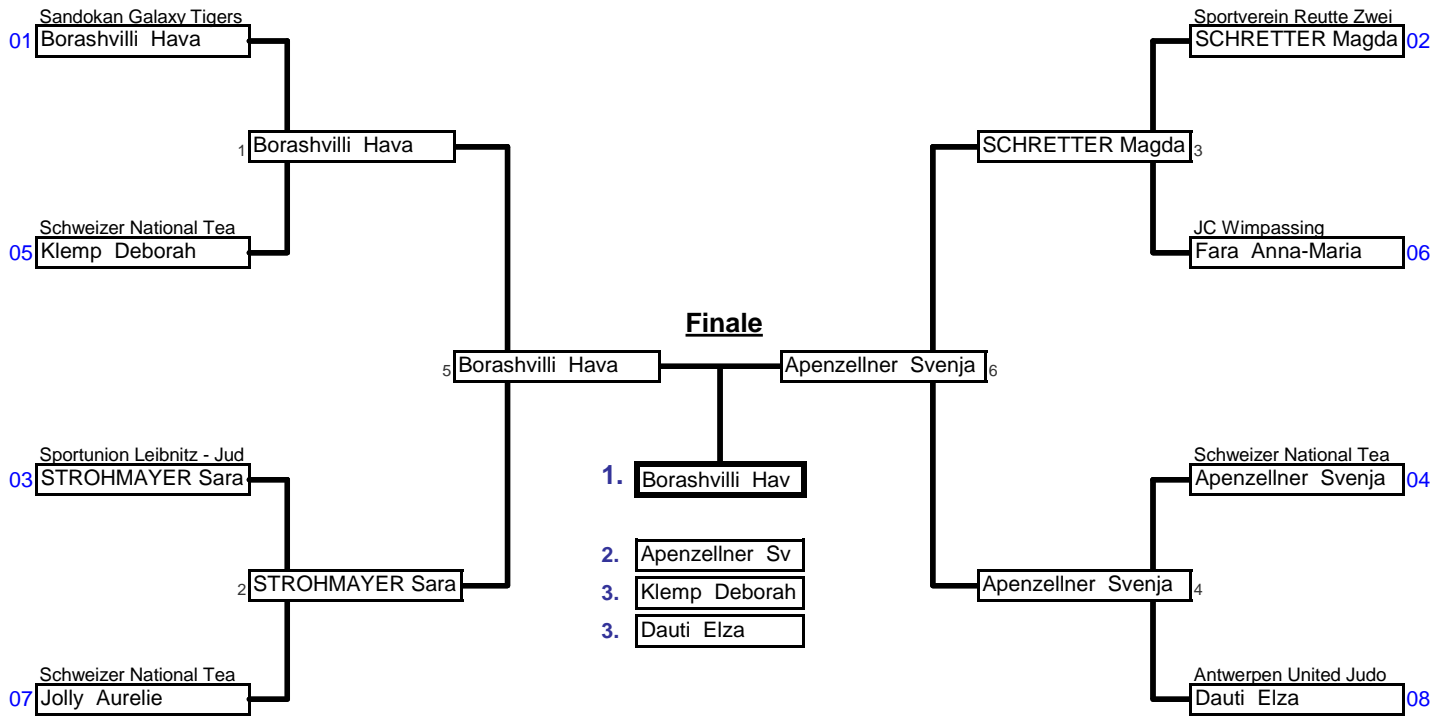 Sandokan Galaxy Tigers
01 Borashvilli Hava
1 Borashvilli Hava
Schweizer National Tea
05 Klemp Deborah
5 Borashvilli Hava
Sportunion Leibnitz - Jud
03 STROHMAYER Sara
2 STROHMAYER Sara
Schweizer National Tea
07 Jolly Aurelie
Finale
1. Borashvilli Hav
2. Apenzellner Sv
3. Klemp Deborah
3. Dauti Elza
Sportverein Reutte Zwei
SCHRETTER Magda 02
SCHRETTER Magda 3
JC Wimpassing
Fara Anna-Maria 06
Apenzellner Svenja 6
Schweizer National Tea
Apenzellner Svenja 04
Apenzellner Svenja 4
Antwerpen United Judo
Dauti Elza 08